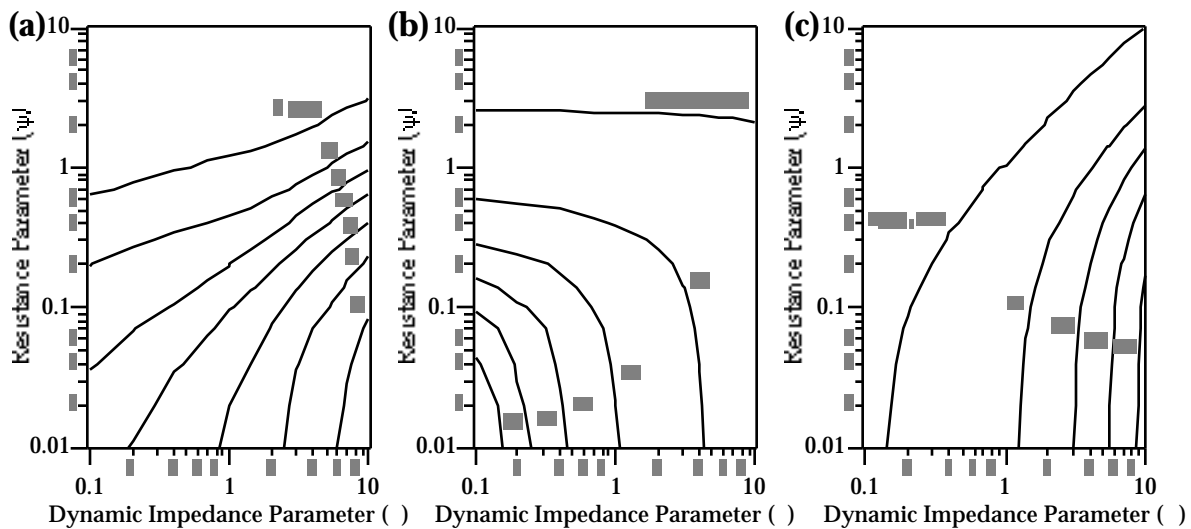 (a)
10
1
0.1
0.01
0.1
1
10
Resistance Parameter (ψ)
Dynamic Impedance Parameter ( )
(b)
10
1
0.1
0.01
0.1
1
10
Resistance Parameter (ψ)
Dynamic Impedance Parameter ( )
(c)
10
1
0.1
0.01
0.1
1
10
Resistance Parameter (ψ)
Dynamic Impedance Parameter ( )